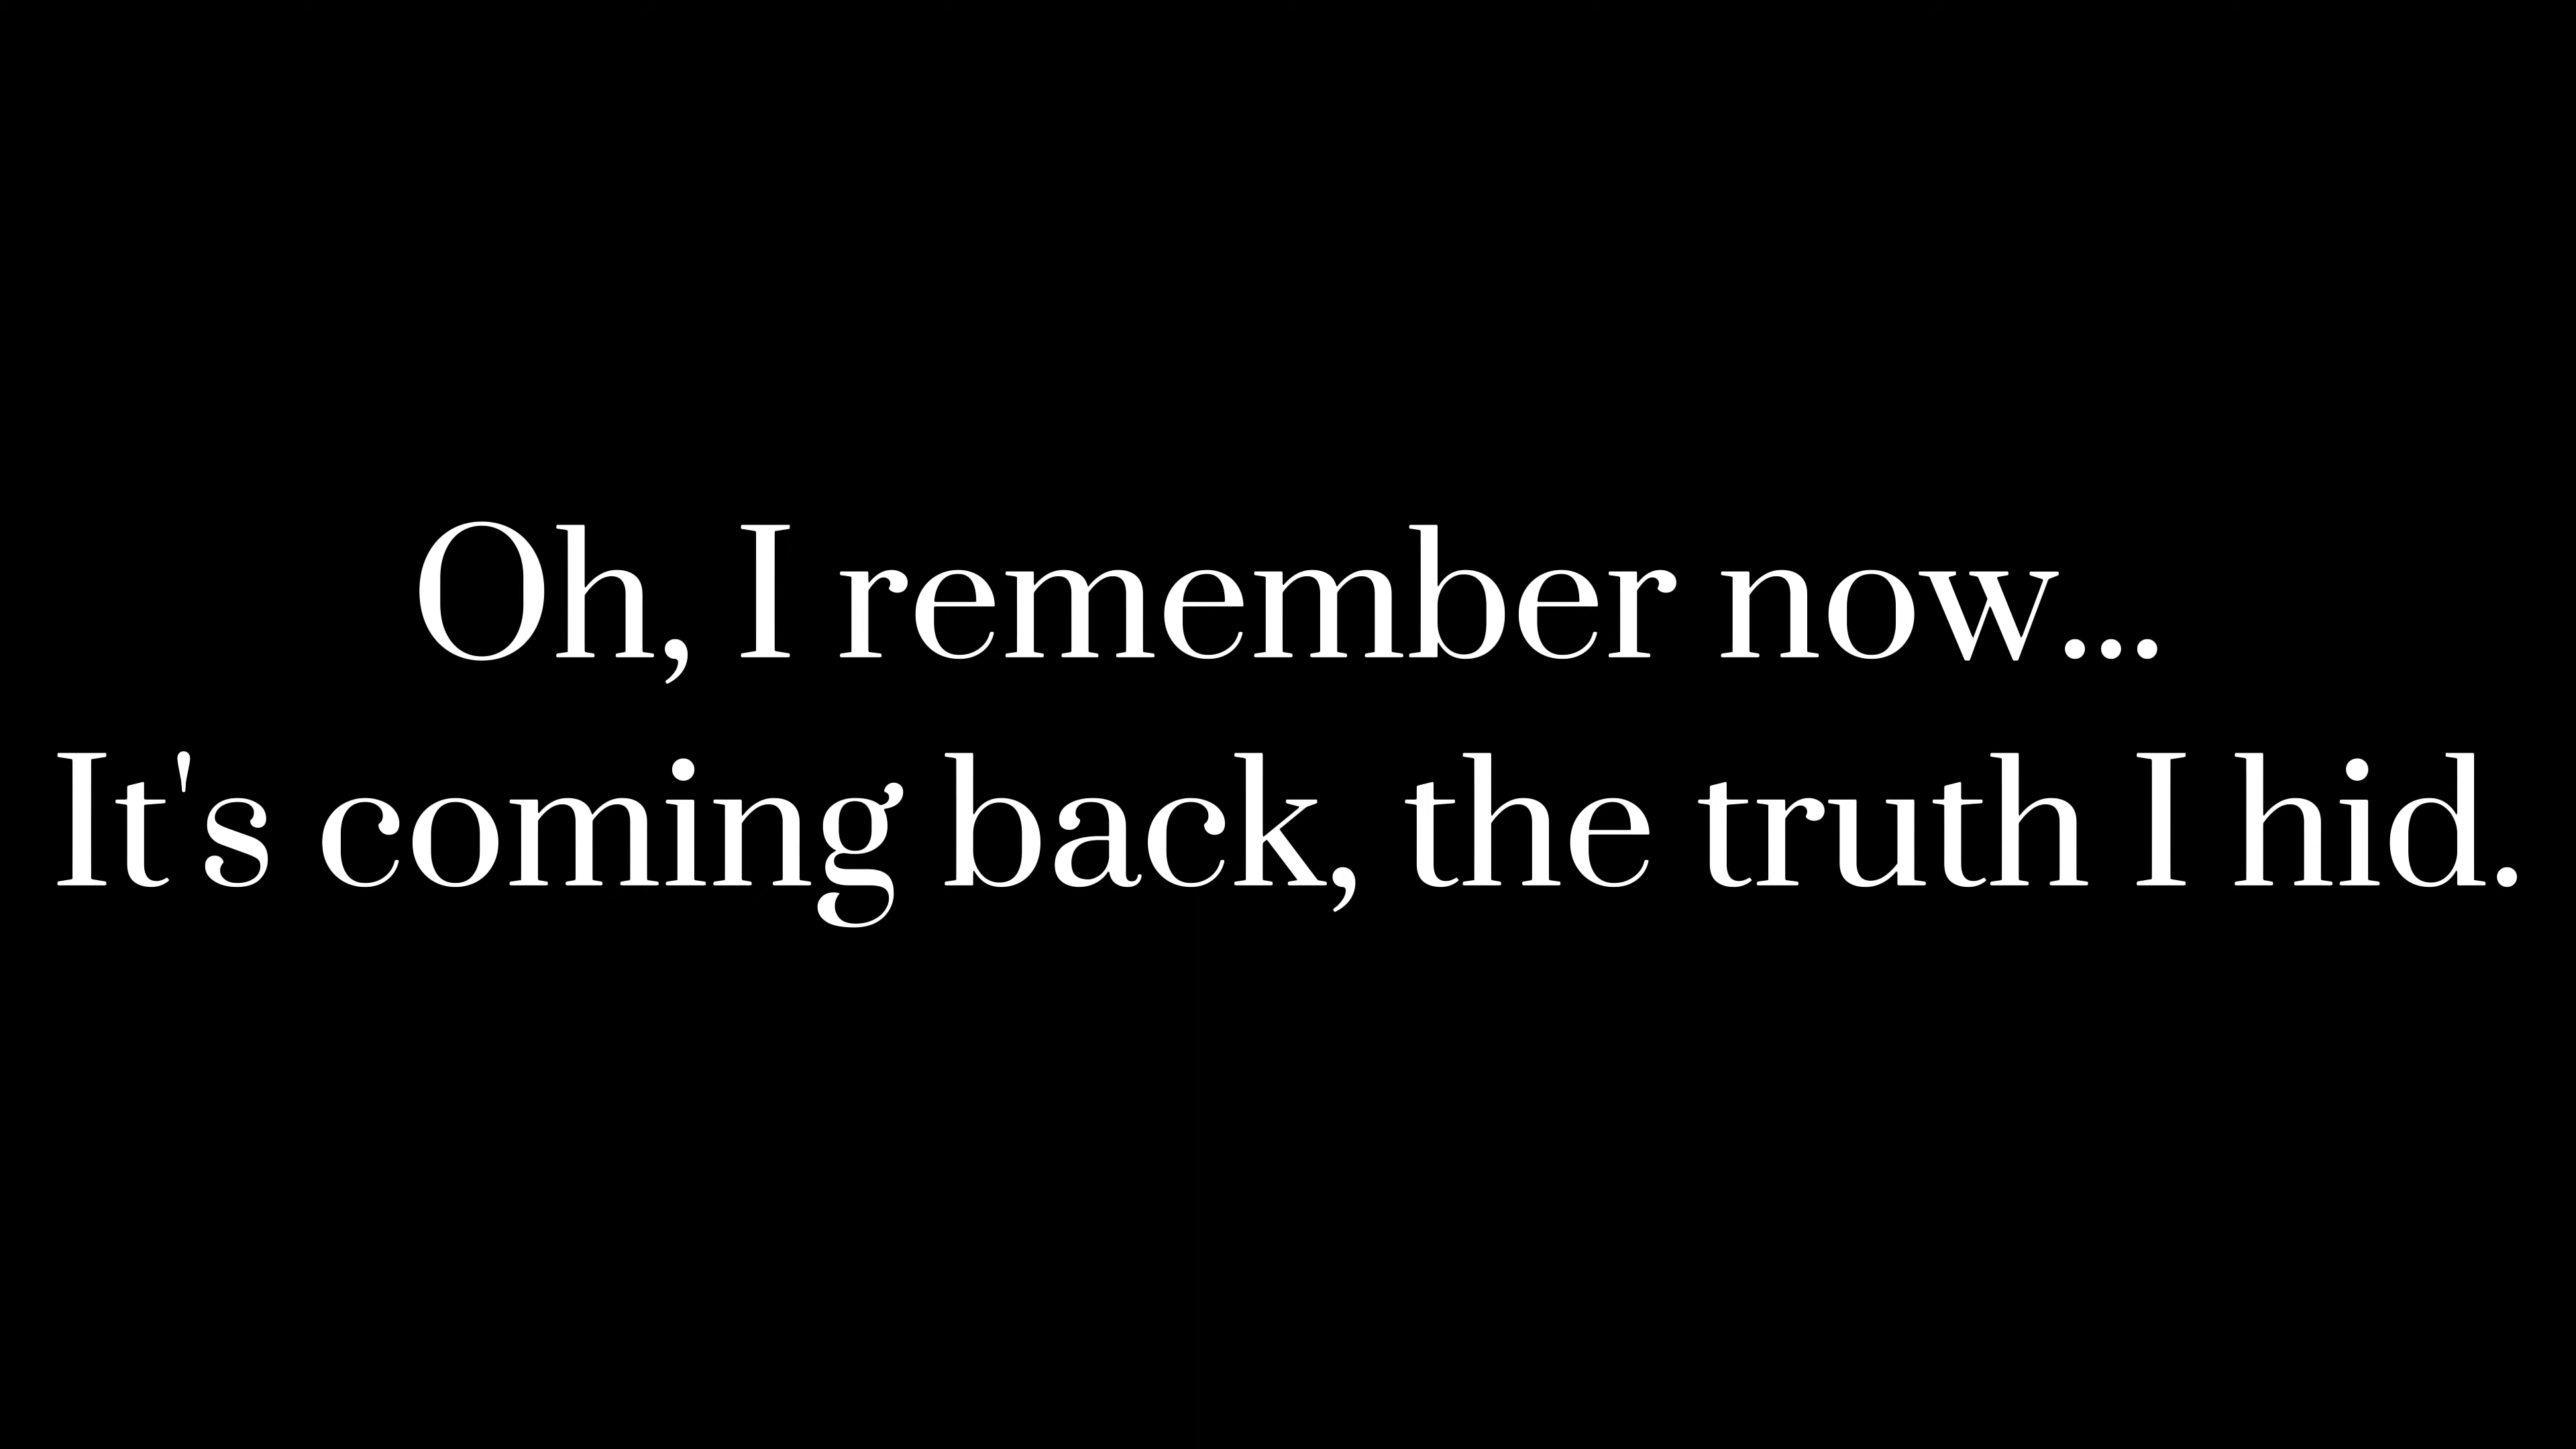 Oh, I remember now...
It's coming back, the truth I hid.